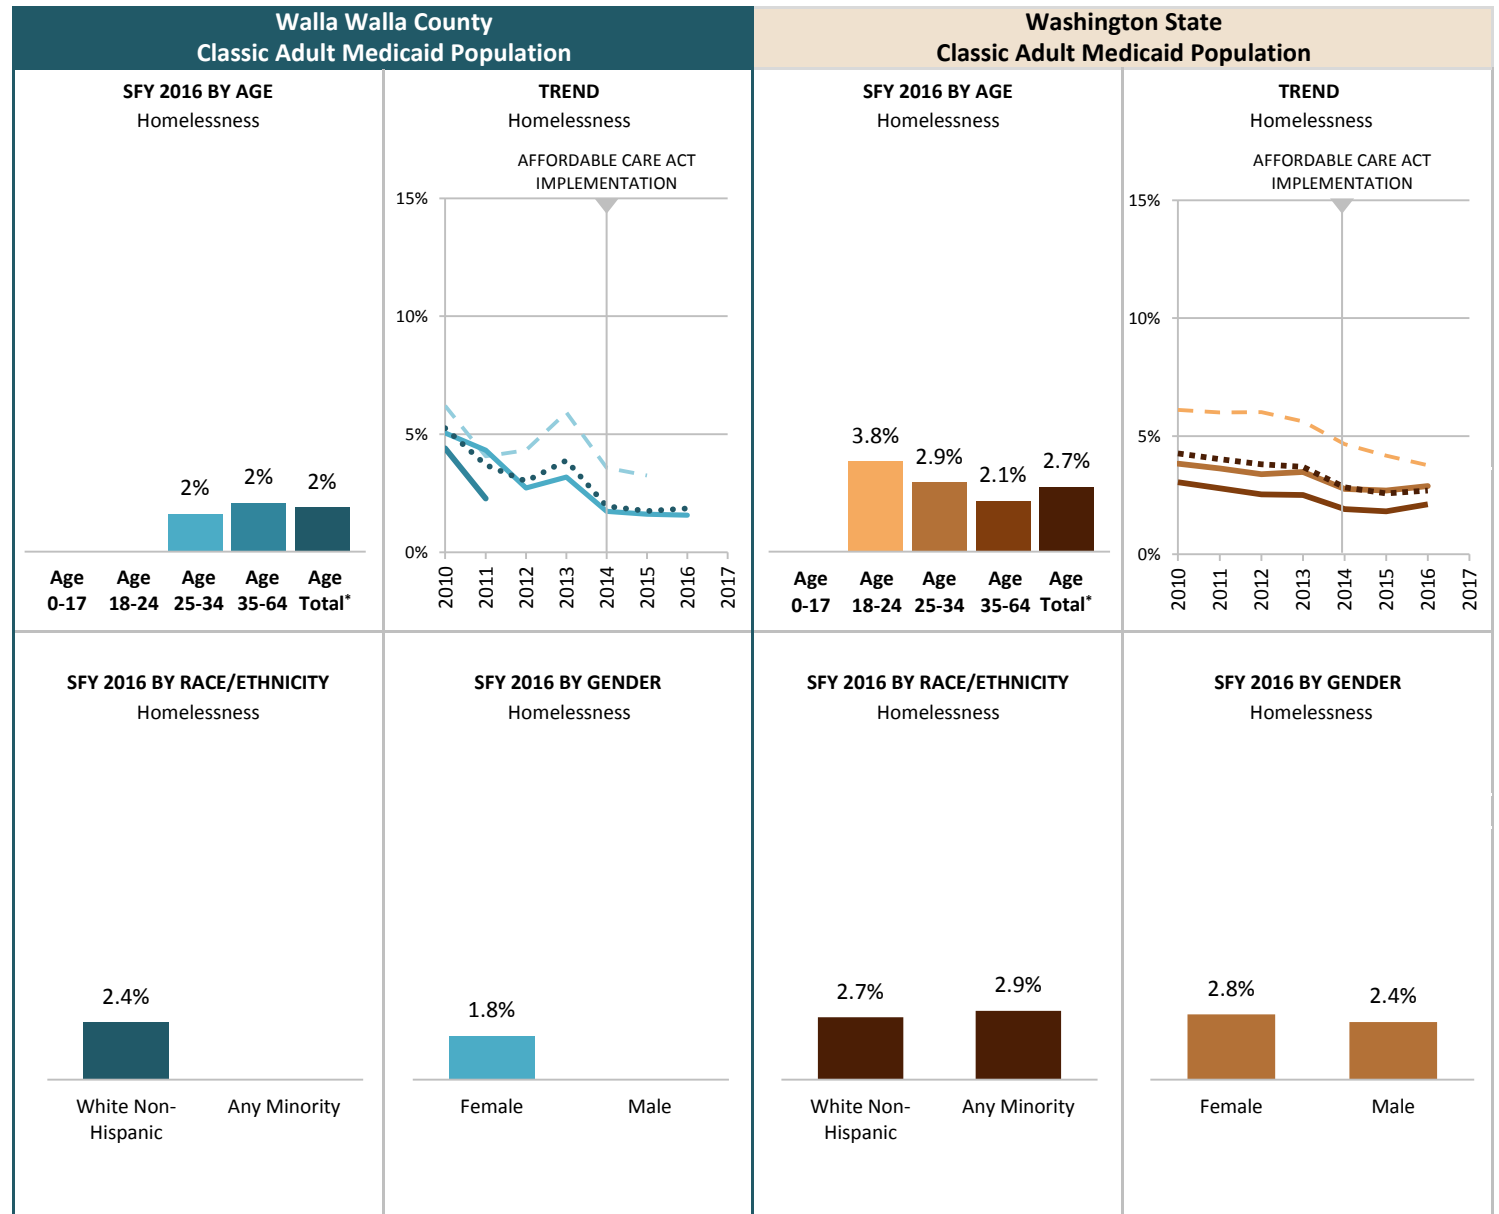 Walla Walla County
Classic Adult Medicaid Population
Washington State
Classic Adult Medicaid Population
SFY 2016 BY AGE
Homelessness
2%
2%
2%
Age
0-17
Age
18-24
Age
25-34
Age
35-64
Age
Total*
TREND
Homelessness
AFFORDABLE CARE ACT
IMPLEMENTATION
15%
10%
5%
0%
2010
2011
2012
2013
2014
2015
2016
2017
SFY 2016 BY AGE
Homelessness
3.8%
2.9%
2.1%
2.7%
Age
0-17
Age
18-24
Age
25-34
Age
35-64
Age
Total*
TREND
Homelessness
AFFORDABLE CARE ACT
IMPLEMENTATION
15%
10%
5%
0%
2010
2011
2012
2013
2014
2015
2016
2017
SFY 2016 BY RACE/ETHNICITY
Homelessness
2.4%
White Non-
Hispanic
Any Minority
SFY 2016 BY GENDER
Homelessness
1.8%
Female
Male
SFY 2016 BY RACE/ETHNICITY
Homelessness
2.7%
2.9%
White Non-
Hispanic
Any Minority
SFY 2016 BY GENDER
Homelessness
2.8%
2.4%
Female
Male